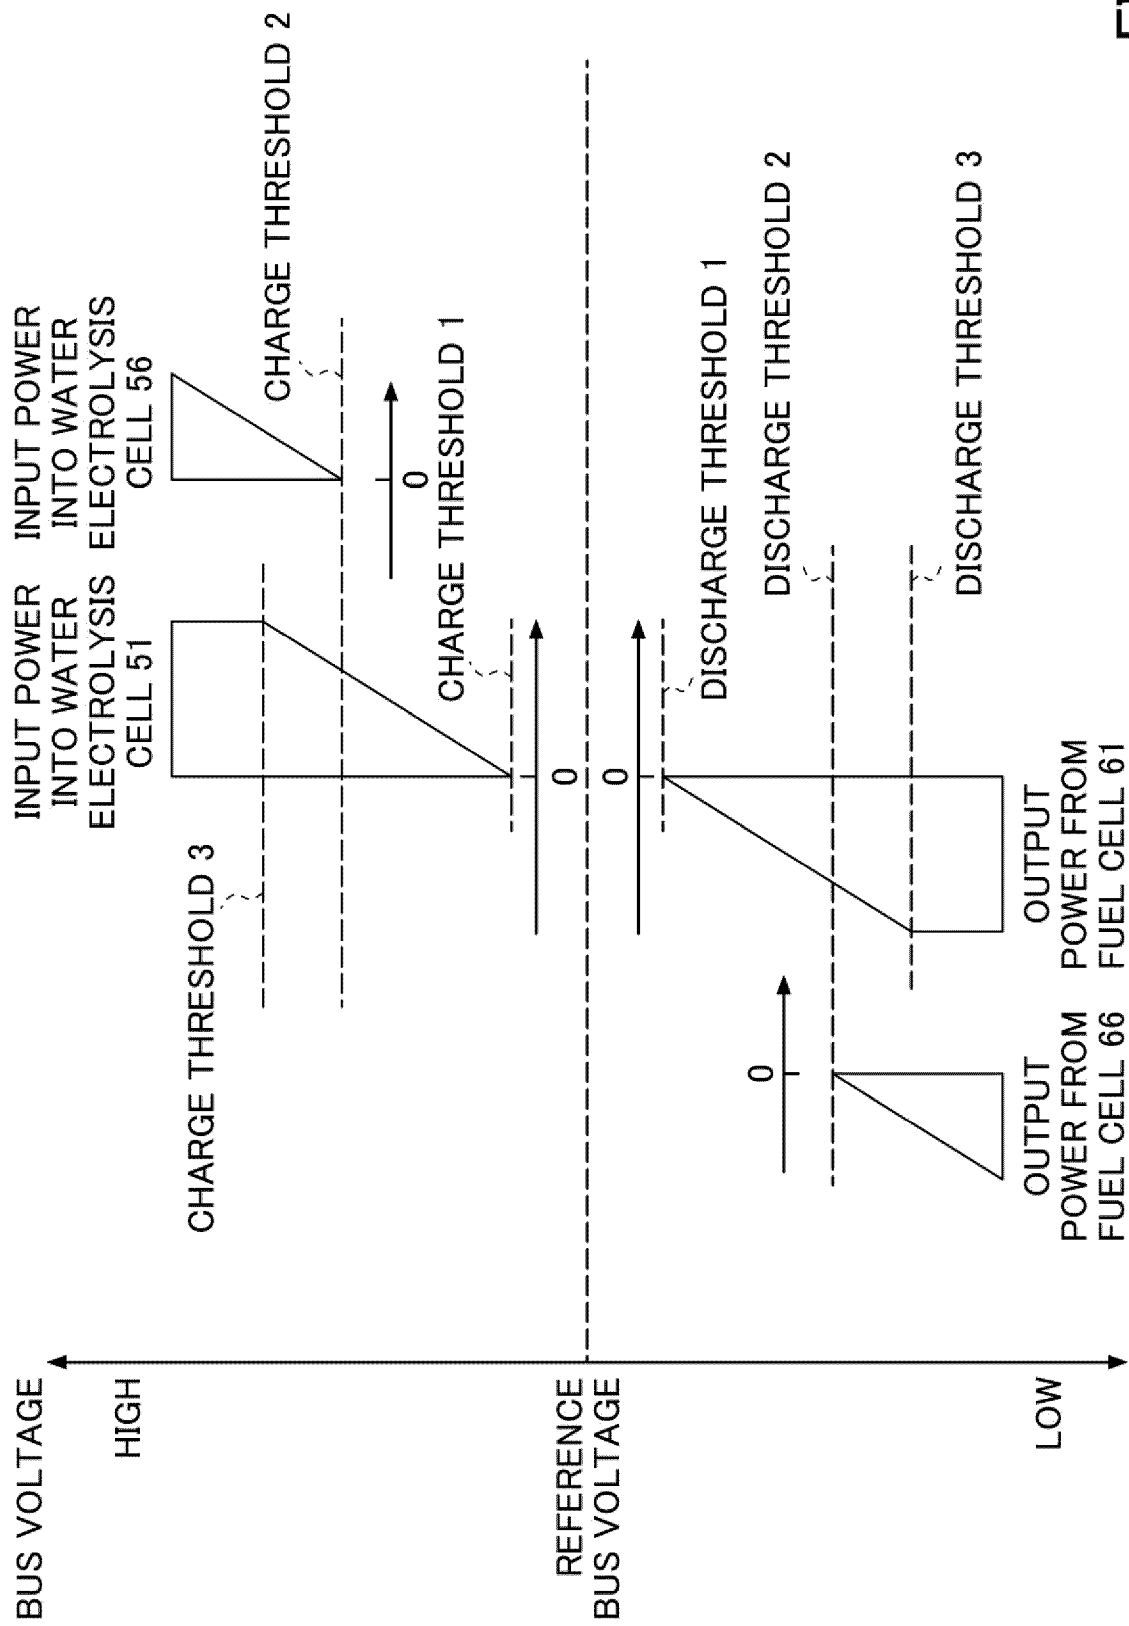 BUS VOLTAGE
HIGH
REFERENCE
BUS VOLTAGE
LOW
INPUT POWER
INTO WATER
ELECTROLYSIS
CELL 51
INPUT POWER
INTO WATER
ELECTROLYSIS
CELL 56
CHARGE THRESHOLD 3
CHARGE THRESHOLD 2
CHARGE THRESHOLD 1
0
0
0
DISCHARGE THRESHOLD 1
DISCHARGE THRESHOLD 2
DISCHARGE THRESHOLD 3
0
OUTPUT
POWER FROM
FUEL CELL 66
OUTPUT
POWER FROM
FUEL CELL 61